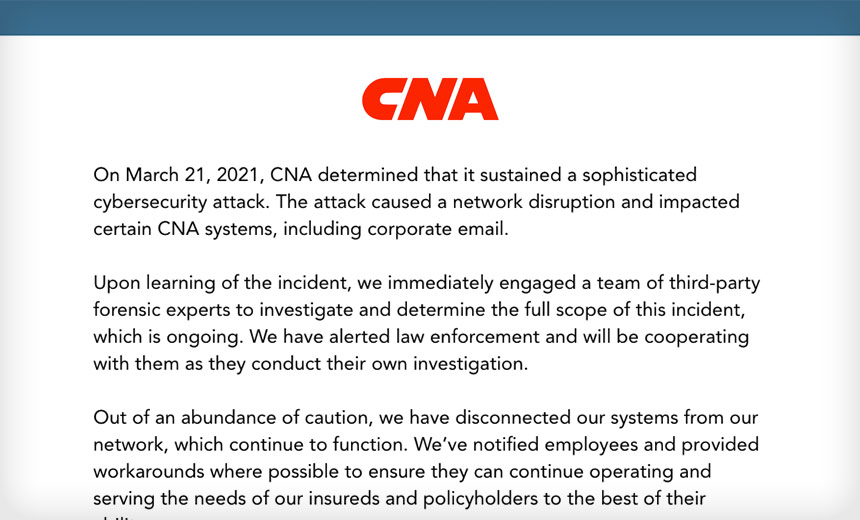 CNA
On March 21, 2021, CNA determined that it sustained a sophisticated
cybersecurity attack. The attack caused a network disruption and impacted
certain CNA systems, including corporate email.
Upon learning of the incident, we immediately engaged a team of third-party
forensic experts to investigate and determine the full scope of this incident,
which is ongoing. We have alerted law enforcement and will be cooperating
with them as they conduct their own investigation.
Out of an abundance of caution, we have disconnected our systems from our
network, which continue to function. We’ve notified employees and provided
workarounds where possible to ensure they can continue operating and
serving the needs of our insureds and policyholders to the best of their